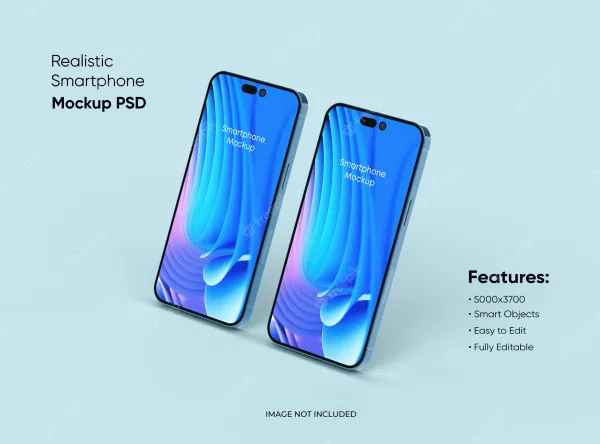 Realistic
Smartphone
Mockup PSD
Smartphone
Mockup
Smartphone
Mockup
Features:
• 5000x3700
• Smart Objects
• Easy to Edit
• Fully Editable
IMAGE NOT INCLUDED